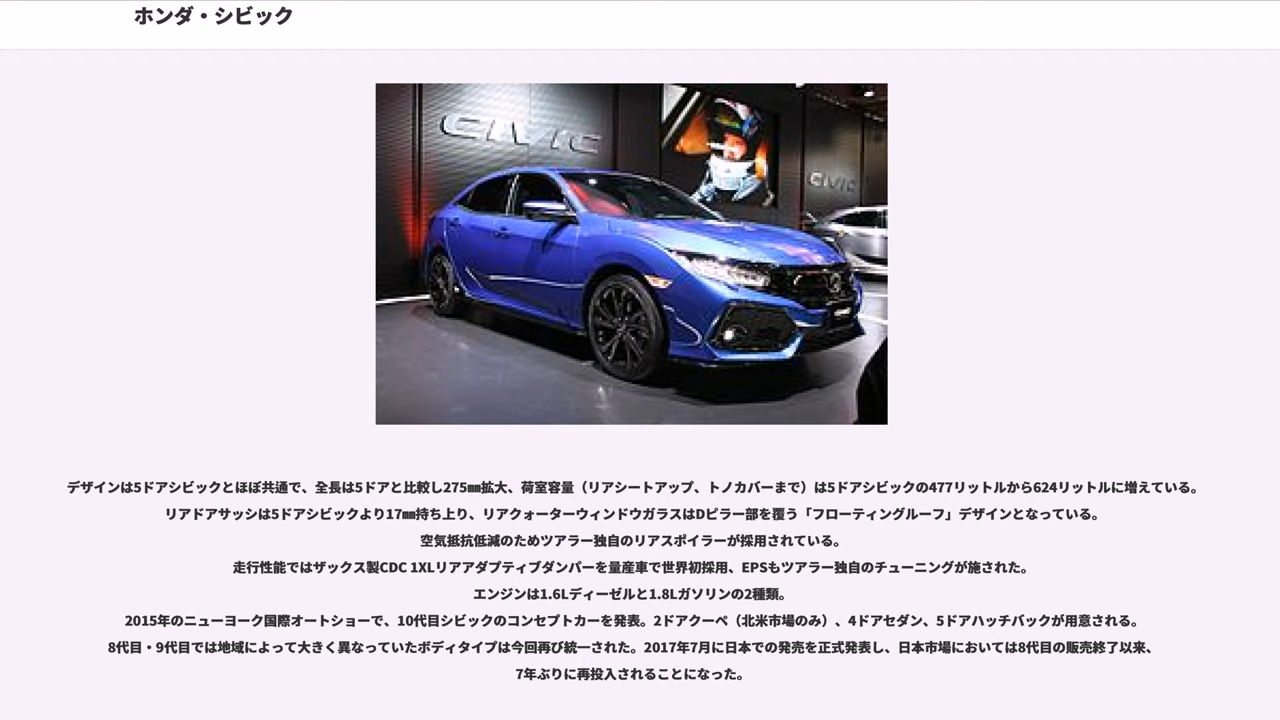 ホンダ・シビック
CIVIC
CIVIC
デザインは5ドアシビックとほぼ共通で、全長は5ドアと比較し275㎜拡大、荷室容量（リアシートアップ、トノカバーまで）は5ドアシビックの477リットルから624リットルに増えている。
リアドアサッシは5ドアシビックより17㎜持ち上り、リアクォーターウィンドウガラスはDピラー部を覆う「フローティングルーフ」デザインとなっている。
空気抵抗低減のためツアラー独自のリアスポイラーが採用されている。
走行性能ではザックス製CDC 1XLリアアダプティブダンパーを量産車で世界初採用、EPSもツアラー独自のチューニングが施された。
エンジンは1.6Lディーゼルと1.8Lガソリンの2種類。
2015年のニューヨーク国際オートショーで、10代目シビックのコンセプトカーを発表。2ドアクーペ（北米市場のみ）、4ドアセダン、5ドアハッチバックが用意される。
8代目・9代目では地域によって大きく異なっていたボディタイプは今回再び統一された。2017年7月に日本での発売を正式発表し、日本市場においては8代目の販売終了以来、
7年ぶりに再投入されることになった。